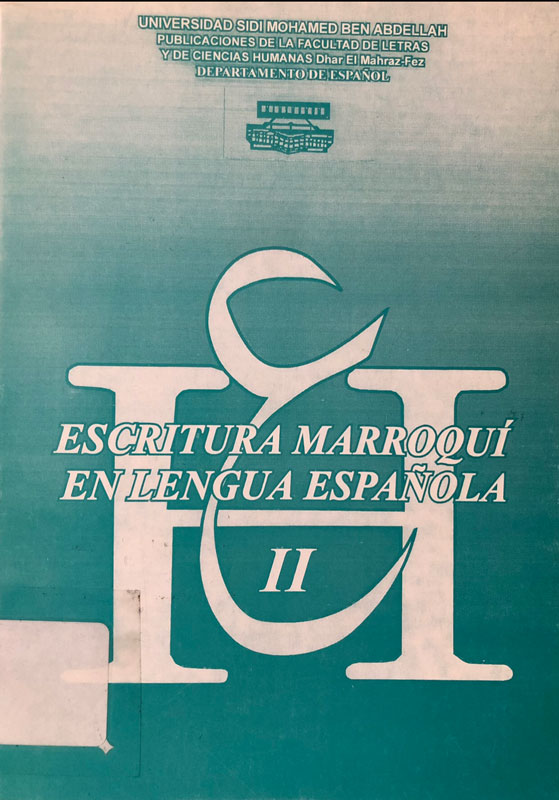 UNIVERSIDAD SIDI MOHAMED BEN ABDELLAH
PUBLICACIONES DE LA FACULTAD DE LETRAS
Y DE CIENCIAS HUMANAS Dhar El Mahraz-Fez
DEPARTAMENTO DE ESPAÑOL
ع
H
ESCRITURA MARROQUÍ
EN LENGUA ESPAÑOLA
II